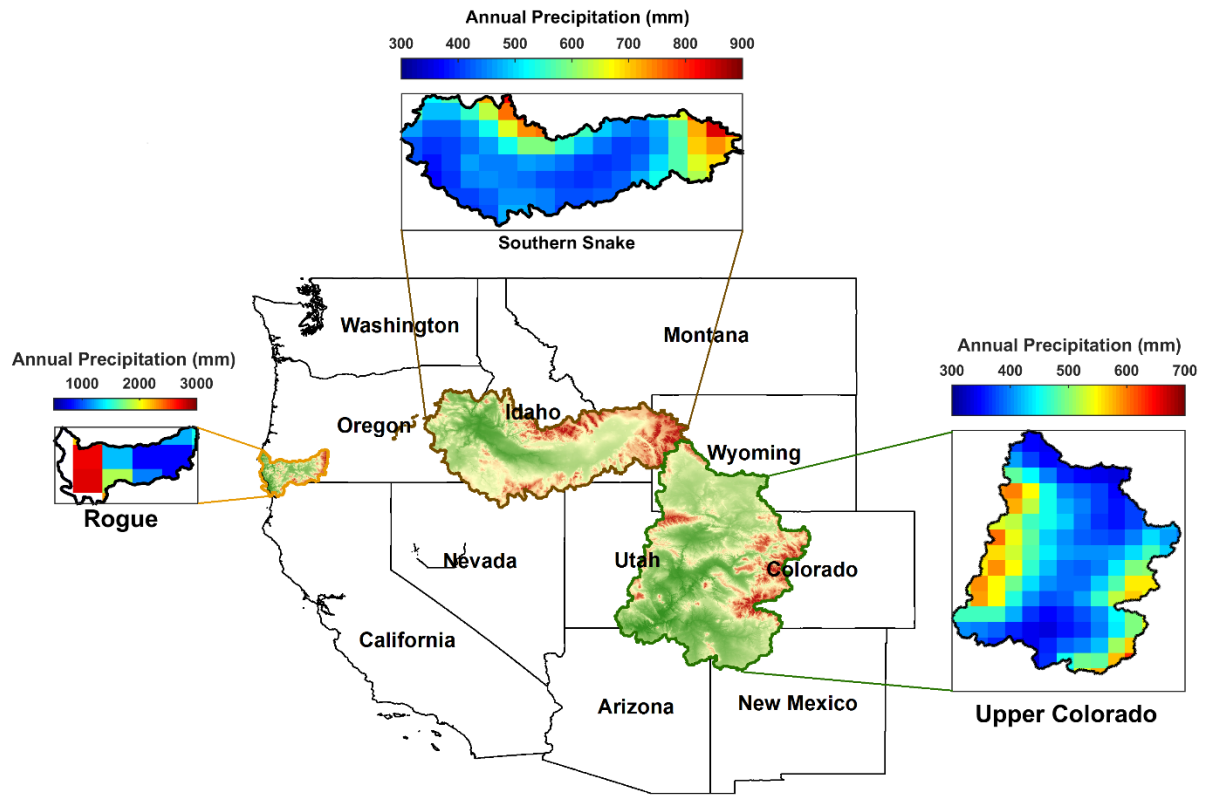 Annual Precipitation (mm)
300 400 500 600 700 800 900
Southern Snake
Washington
Montana
Annual Precipitation (mm)
1000 2000 3000
Annual Precipitation (mm)
300 400 500 600 700
Idaho
Oregon
Wyoming
Rogue
Nevada
Utah
Colorado
California
Arizona
New Mexico
Upper Colorado